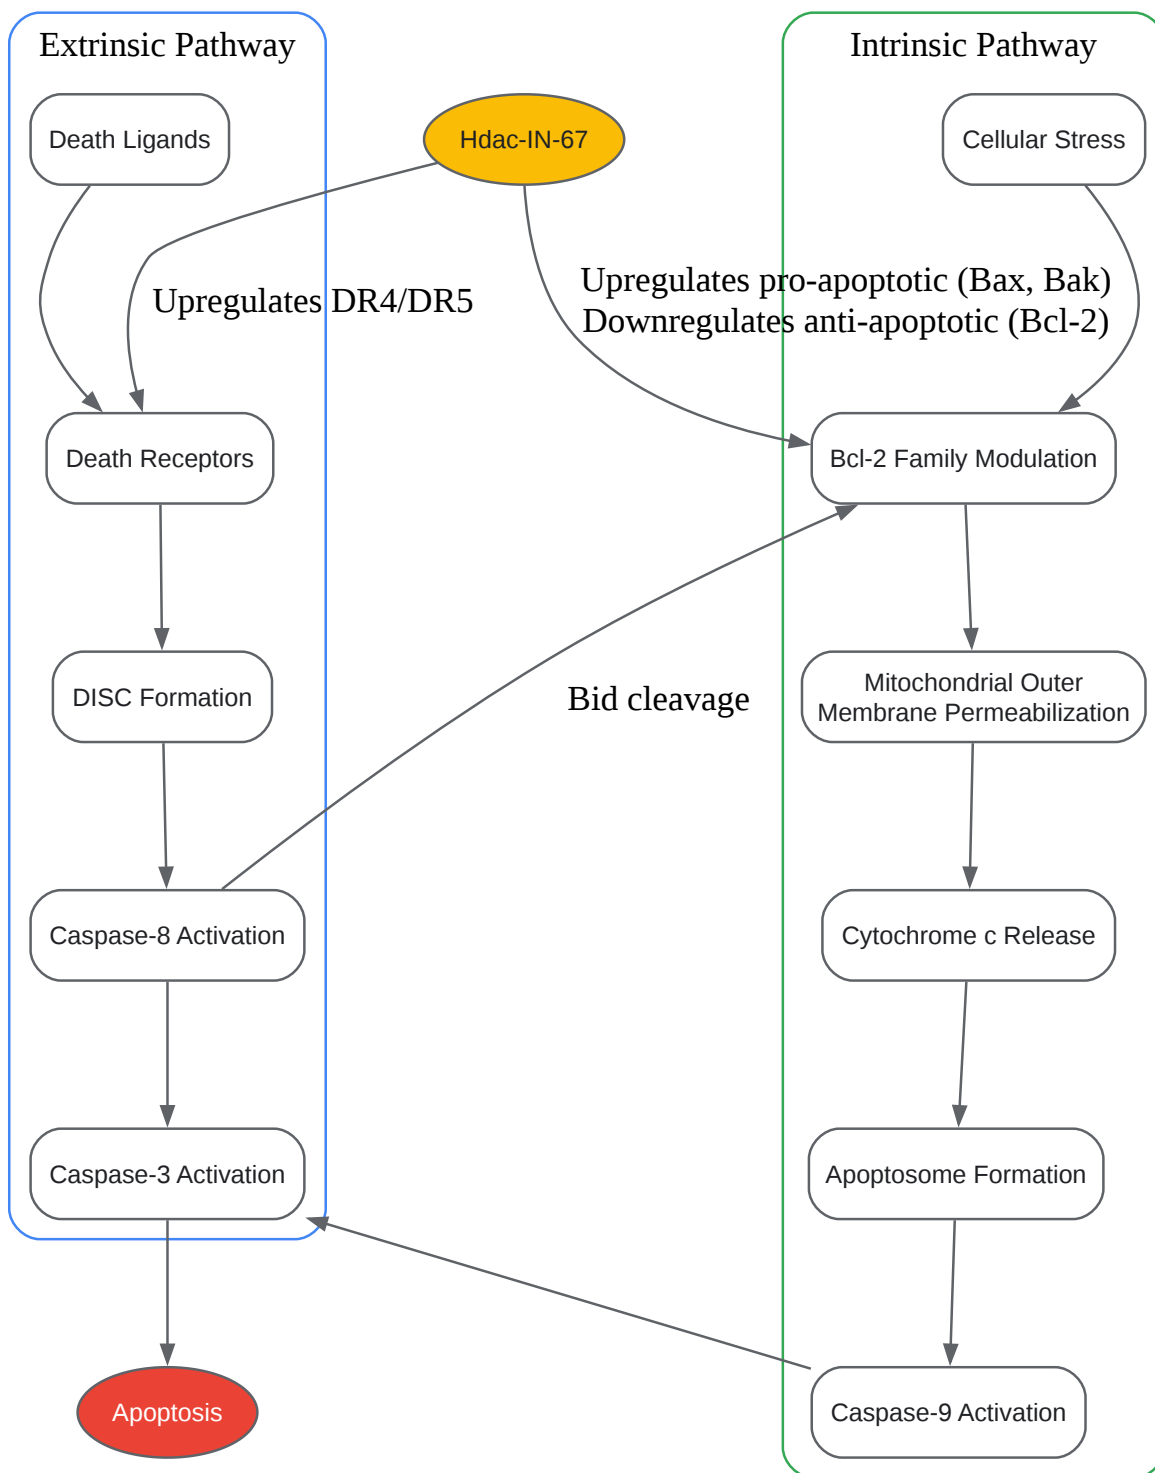 Extrinsic Pathway
Intrinsic Pathway
Death Ligands
Hdac-IN-67
Cellular Stress
Upregulates DR4/DR5
Upregulates pro-apoptotic (Bax, Bak)
Downregulates anti-apoptotic (Bcl-2)
Death Receptors
Bcl-2 Family Modulation
DISC Formation
Bid cleavage
Mitochondrial Outer
Membrane Permeabilization
Caspase-8 Activation
Cytochrome c Release
Caspase-3 Activation
Apoptosome Formation
Apoptosis
Caspase-9 Activation